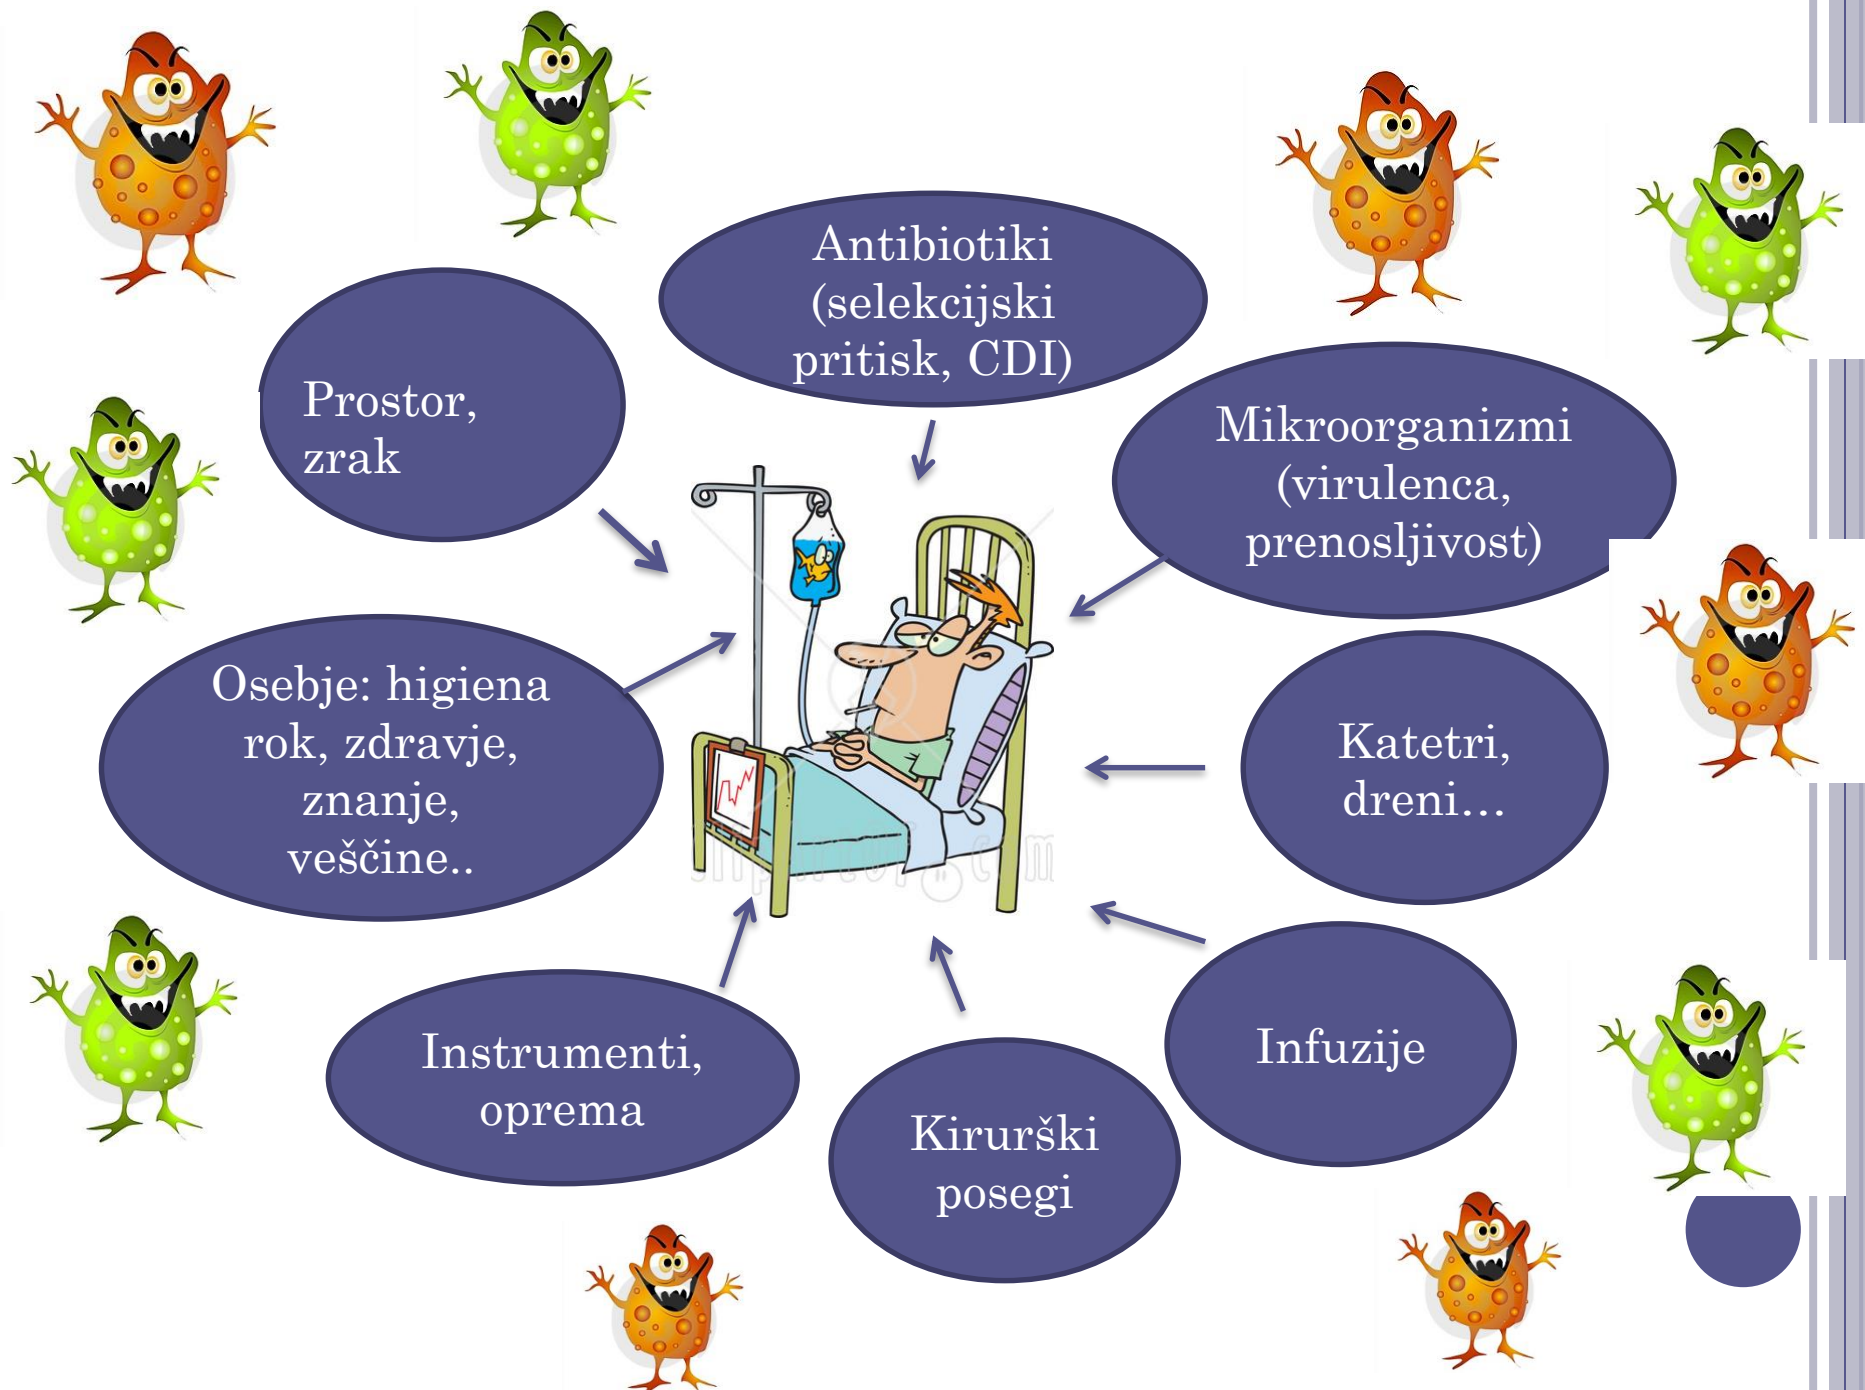 Antibiotiki
(selekcijski
pritisk, CDI)
Prostor,
zrak
Mikroorganizmi
(virulenca,
prenosljivost)
Osebje: higiena
rok, zdravje,
znanje,
veščine..
Katetri,
dreni…
Instrumenti,
oprema
Infuzije
Kirurški
posegi